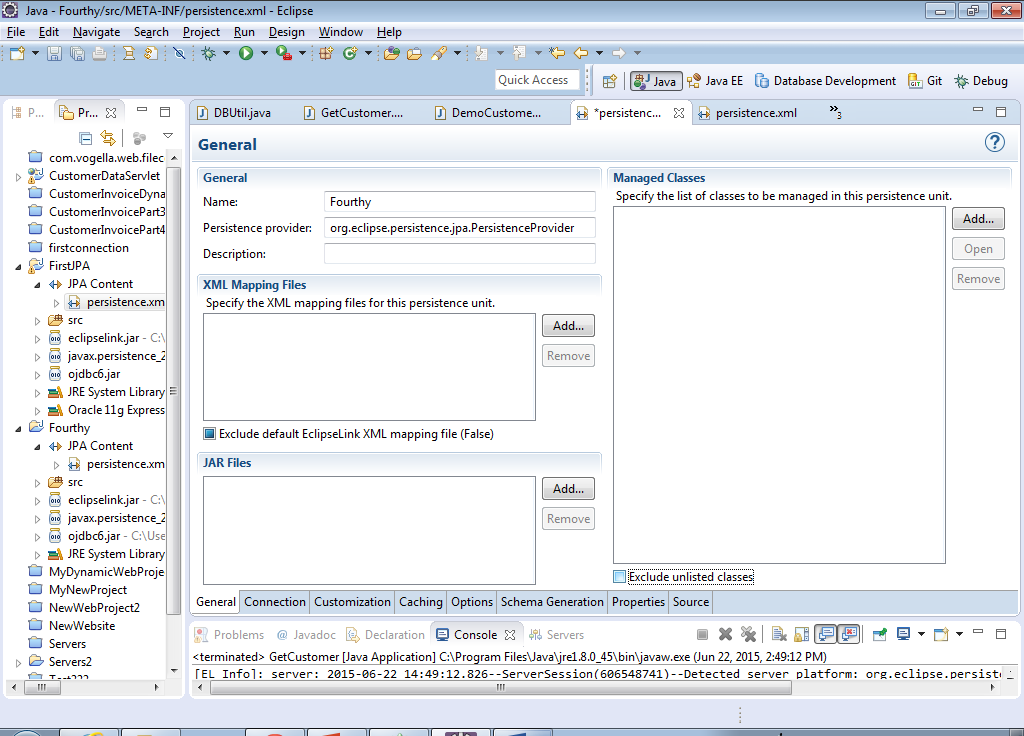 Java - Fourthy/src/META-INF/persistence.xml - Eclipse
File Edit Navigate Search Project Run Design Window Help
Quick Access Java Java EE Database Development Git Debug
P... Pr... DBUtil.java GetCustomer.... DemoCustome... *persistenc... persistence.xml »3
com.vogella.web.filec
CustomerDataServlet
CustomerInvoiceDyna
CustomerInvoicePart3
CustomerInvoicePart4
firstconnection
FirstJPA
JPA Content
persistence.xm
src
eclipselink.jar - C:\
javax.persistence_2
ojdbc6.jar
JRE System Library
Oracle 11g Express
Fourthy
JPA Content
persistence.xm
src
eclipselink.jar - C:\
javax.persistence_2
ojdbc6.jar - C:\Use
JRE System Library
MyDynamicWebProje
MyNewProject
NewWebProject2
NewWebsite
Servers
Servers2
General
General
Name: Fourthy
Persistence provider: org.eclipse.persistence.jpa.PersistenceProvider
Description:
XML Mapping Files
Specify the XML mapping files for this persistence unit.
Add...
Remove
Exclude default EclipseLink XML mapping file (False)
JAR Files
Add...
Remove
Managed Classes
Specify the list of classes to be managed in this persistence unit.
Add...
Open
Remove
Exclude unlisted classes
General Connection Customization Caching Options Schema Generation Properties Source
Problems @ Javadoc Declaration Console Servers
<terminated> GetCustomer [Java Application] C:\Program Files\Java\jre1.8.0_45\bin\javaw.exe (Jun 22, 2015, 2:49:12 PM)
[EL Info]: server: 2015-06-22 14:49:12.826--ServerSession(606548741)--Detected server platform: org.eclipse.persiste